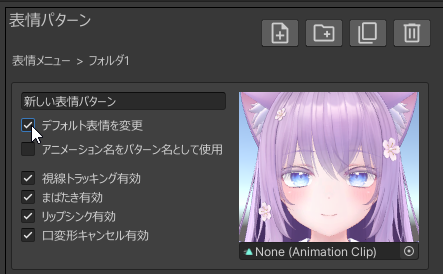 表情パターン
表情メニュー > フォルダ1
新しい表情パターン
デフォルト表情を変更
アニメーション名をパターン名として使用
視線トラッキング有効
まばたき有効
リップシンク有効
口変形キャンセル有効
None (Animation Clip)